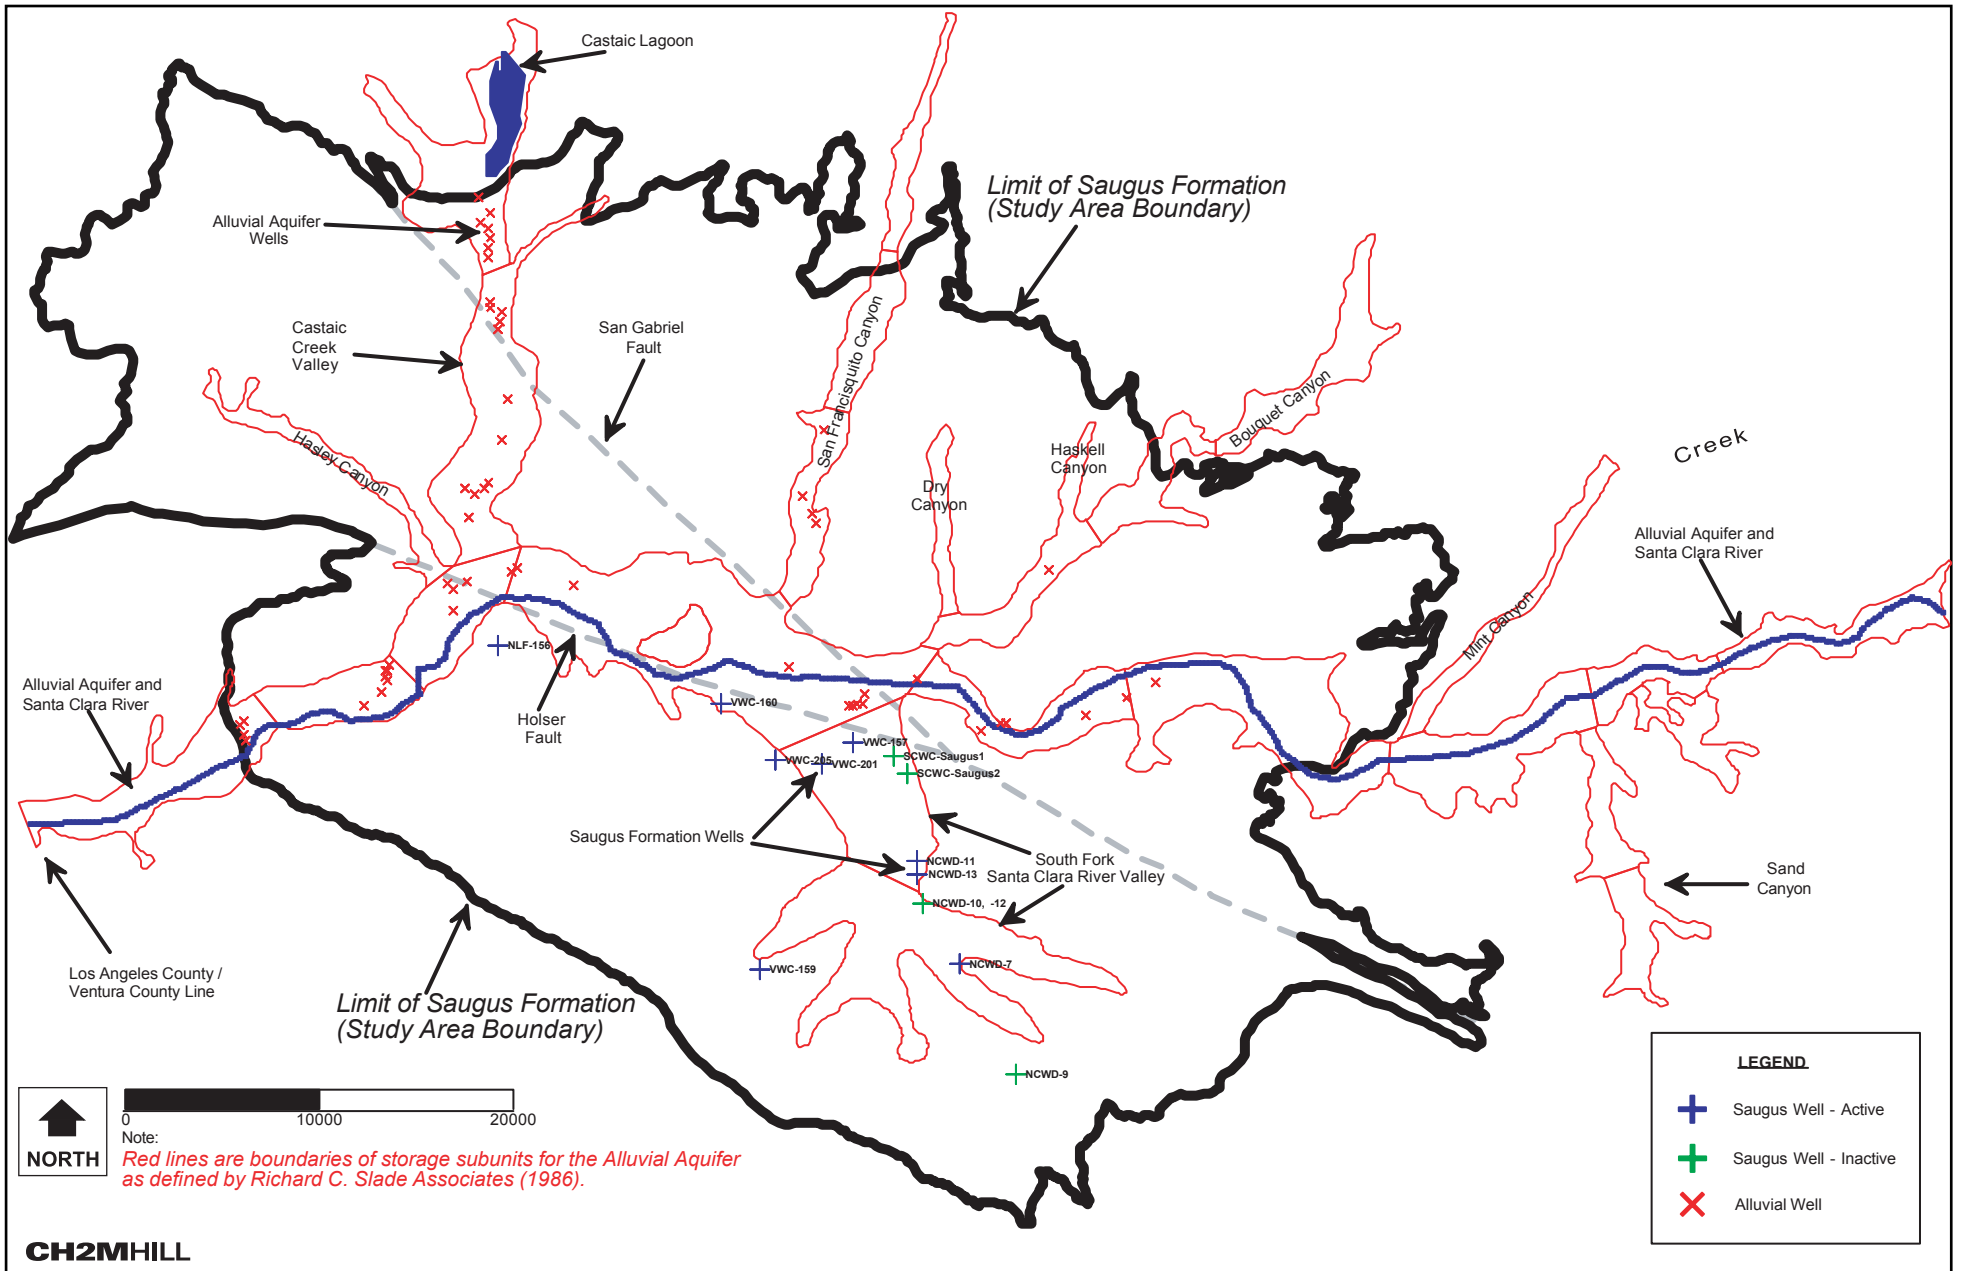 Castaic Lagoon
Limit of Saugus Formation
(Study Area Boundary)
Alluvial Aquifer
Wells
San Francisquito Canyon
Castaic
Creek
Valley
San Gabriel
Fault
Bouquet Canyon
Hasley Canyon
Haskell
Canyon
Creek
Dry
Canyon
Alluvial Aquifer and
Santa Clara River
Mint Canyon
NLF-156
Alluvial Aquifer and
Santa Clara River
Holser
Fault
VWC-160
VWC-157
SCWC-Saugus1
VWC-205
VWC-201
SCWC-Saugus2
Saugus Formation Wells
NCWD-11
NCWD-13
South Fork
Santa Clara River Valley
Sand
Canyon
NCWD-10, -12
Los Angeles County /
Ventura County Line
VWC-159
NCWD-7
Limit of Saugus Formation
(Study Area Boundary)
NCWD-9
LEGEND
Saugus Well - Active
Saugus Well - Inactive
Alluvial Well
NORTH
0 10000 20000
Note:
Red lines are boundaries of storage subunits for the Alluvial Aquifer
as defined by Richard C. Slade Associates (1986).
CH2MHILL